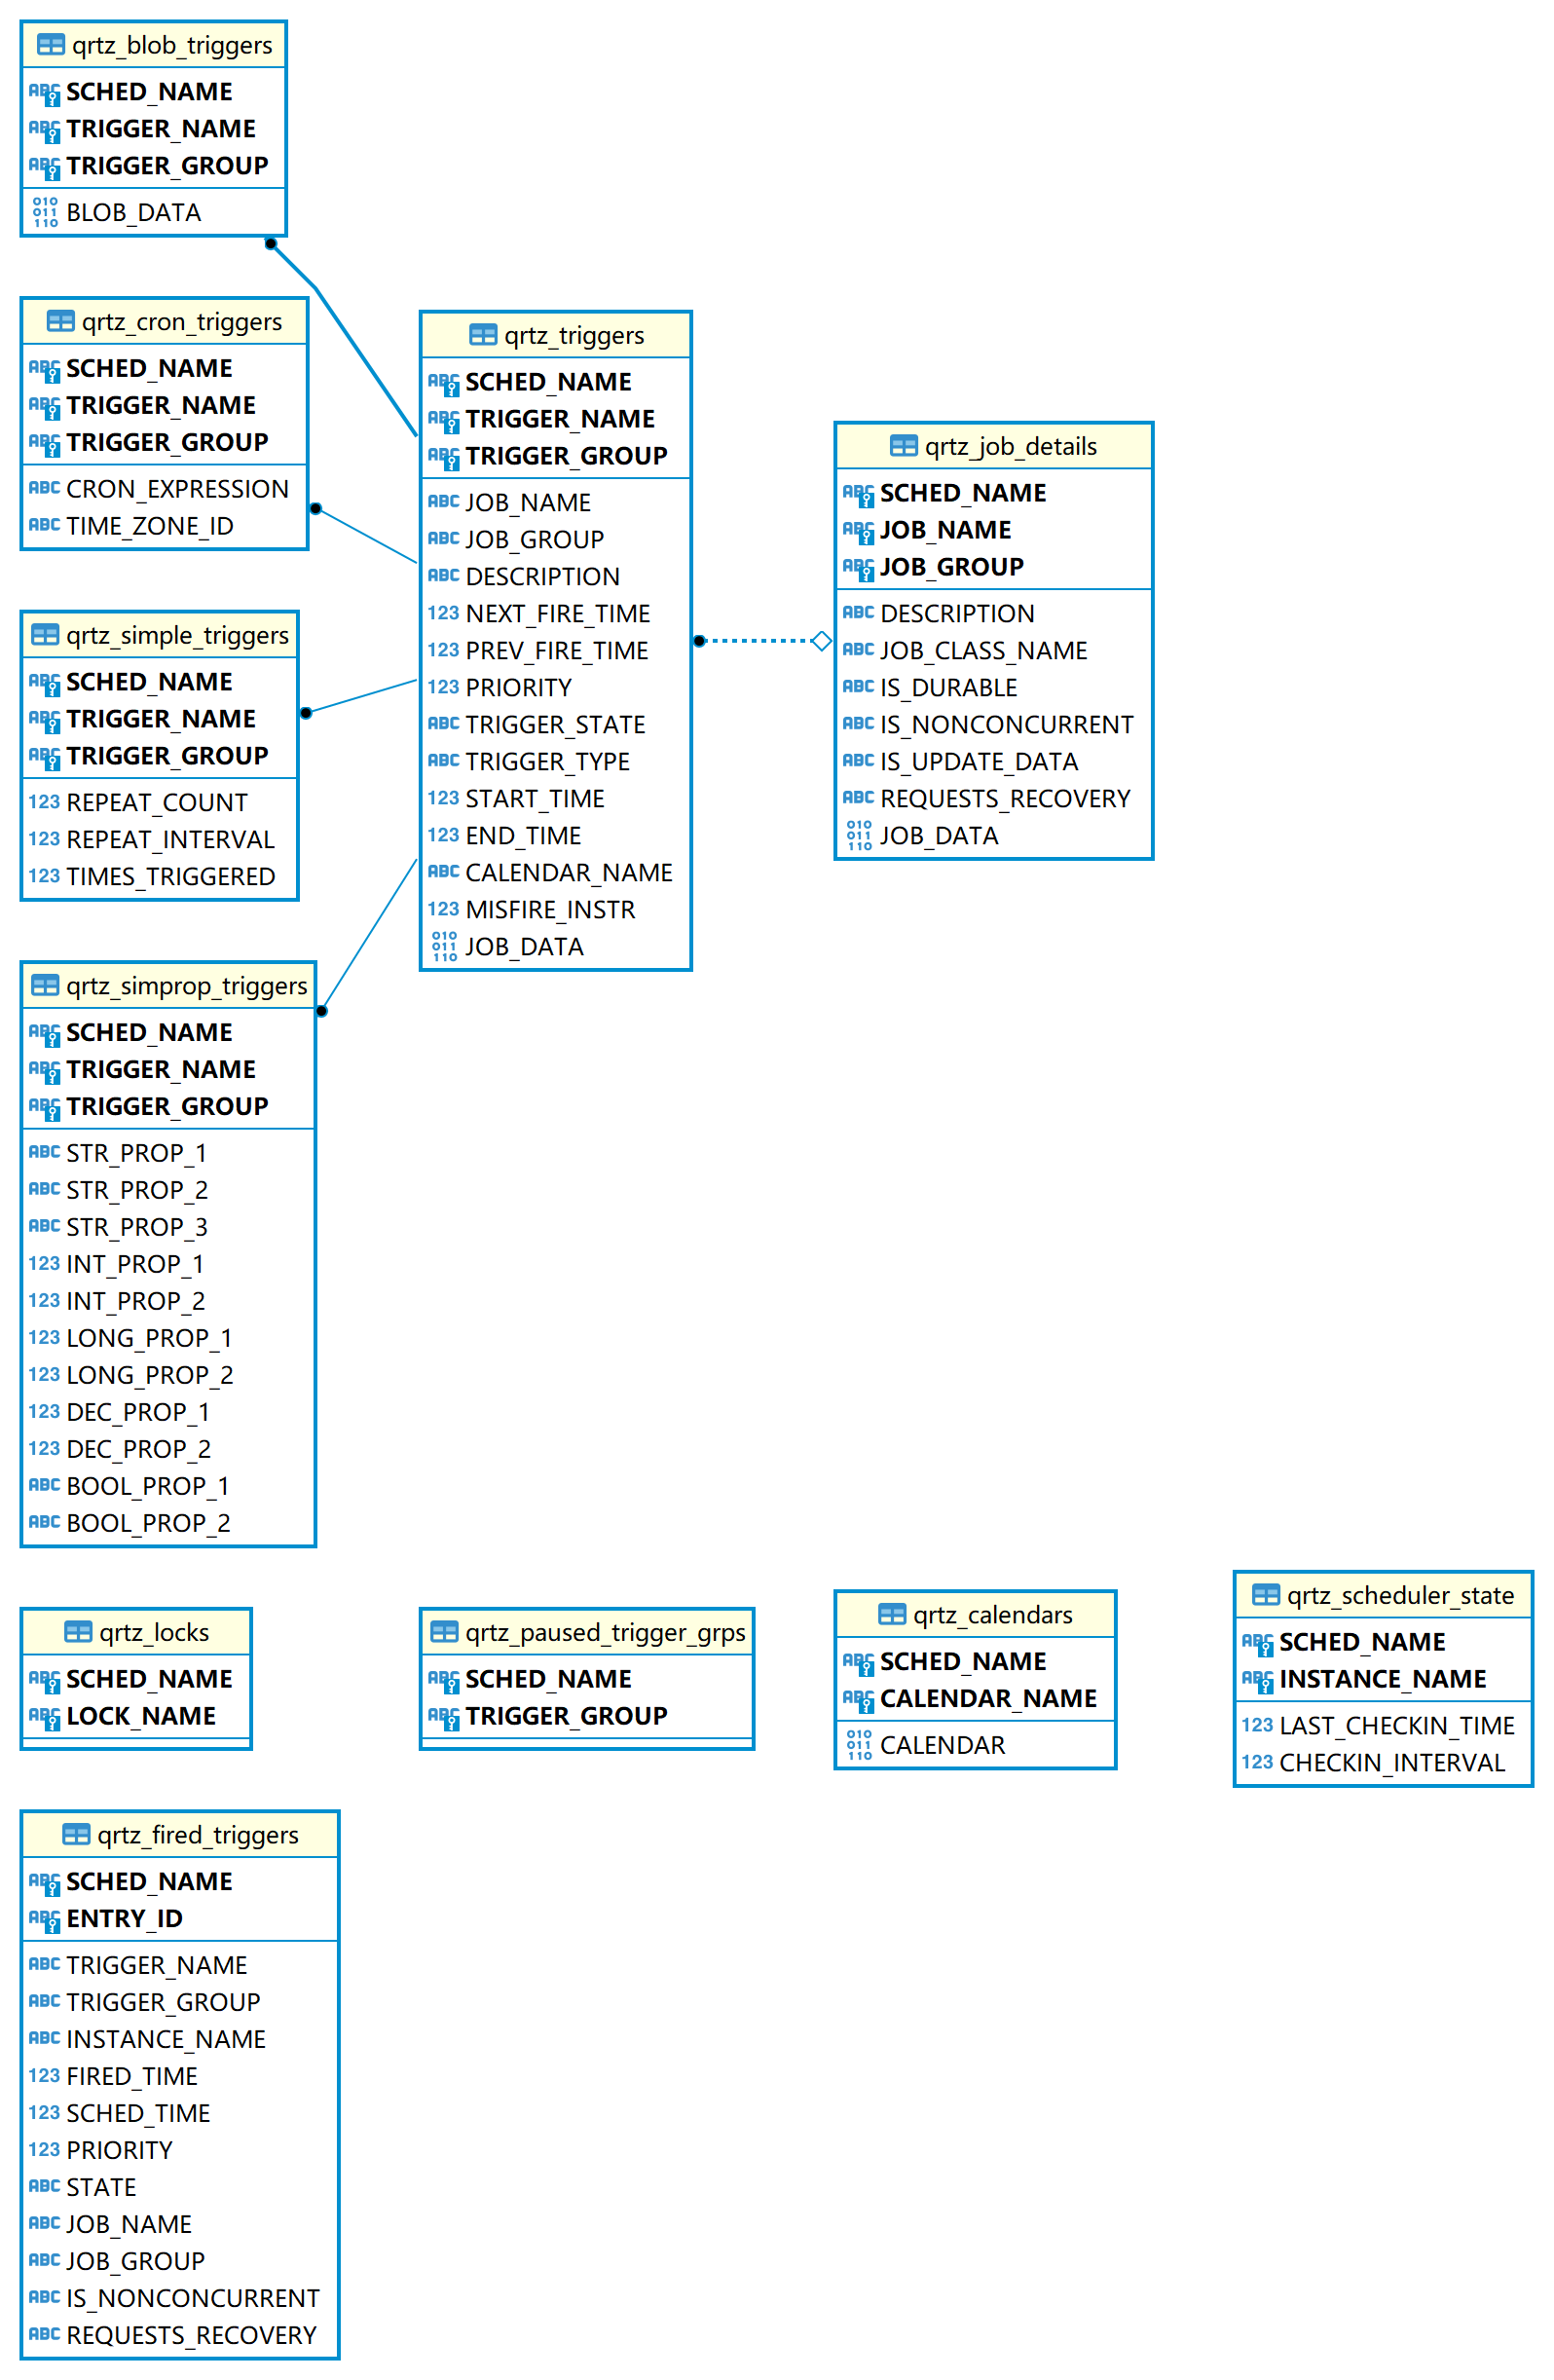 qrtz_blob_triggers
SCHED_NAME
TRIGGER_NAME
TRIGGER_GROUP
BLOB_DATA
qrtz_cron_triggers
SCHED_NAME
TRIGGER_NAME
TRIGGER_GROUP
CRON_EXPRESSION
TIME_ZONE_ID
qrtz_simple_triggers
SCHED_NAME
TRIGGER_NAME
TRIGGER_GROUP
REPEAT_COUNT
REPEAT_INTERVAL
TIMES_TRIGGERED
qrtz_simprop_triggers
SCHED_NAME
TRIGGER_NAME
TRIGGER_GROUP
STR_PROP_1
STR_PROP_2
STR_PROP_3
INT_PROP_1
INT_PROP_2
LONG_PROP_1
LONG_PROP_2
DEC_PROP_1
DEC_PROP_2
BOOL_PROP_1
BOOL_PROP_2
qrtz_triggers
SCHED_NAME
TRIGGER_NAME
TRIGGER_GROUP
JOB_NAME
JOB_GROUP
DESCRIPTION
NEXT_FIRE_TIME
PREV_FIRE_TIME
PRIORITY
TRIGGER_STATE
TRIGGER_TYPE
START_TIME
END_TIME
CALENDAR_NAME
MISFIRE_INSTR
JOB_DATA
qrtz_job_details
SCHED_NAME
JOB_NAME
JOB_GROUP
DESCRIPTION
JOB_CLASS_NAME
IS_DURABLE
IS_NONCONCURRENT
IS_UPDATE_DATA
REQUESTS_RECOVERY
JOB_DATA
qrtz_locks
SCHED_NAME
LOCK_NAME
qrtz_paused_trigger_grps
SCHED_NAME
TRIGGER_GROUP
qrtz_calendars
SCHED_NAME
CALENDAR_NAME
CALENDAR
qrtz_scheduler_state
SCHED_NAME
INSTANCE_NAME
LAST_CHECKIN_TIME
CHECKIN_INTERVAL
qrtz_fired_triggers
SCHED_NAME
ENTRY_ID
TRIGGER_NAME
TRIGGER_GROUP
INSTANCE_NAME
FIRED_TIME
SCHED_TIME
PRIORITY
STATE
JOB_NAME
JOB_GROUP
IS_NONCONCURRENT
REQUESTS_RECOVERY